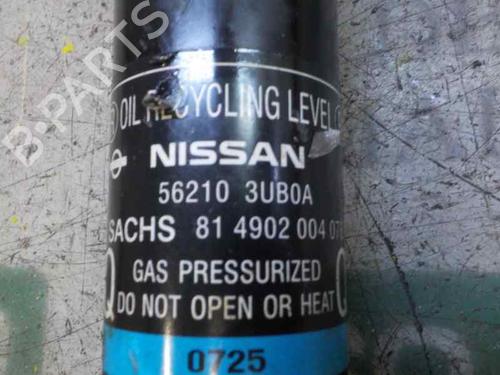 B-PARTS
OIL RECYCLING LEVEL
NISSAN
56210 3UB0A
SACHS 81 4902 004
GAS PRESSURIZED
DO NOT OPEN OR HEAT
0725